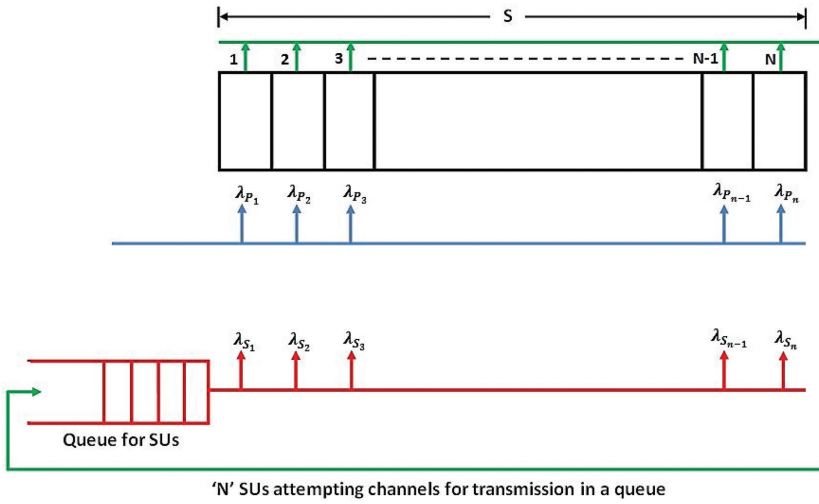 S
1 2 3 N-1 N
λP1 λP2 λP3 λPn−1 λPn
λS1 λS2 λS3 λSn−1 λSn
Queue for SUs
‘N’ SUs attempting channels for transmission in a queue